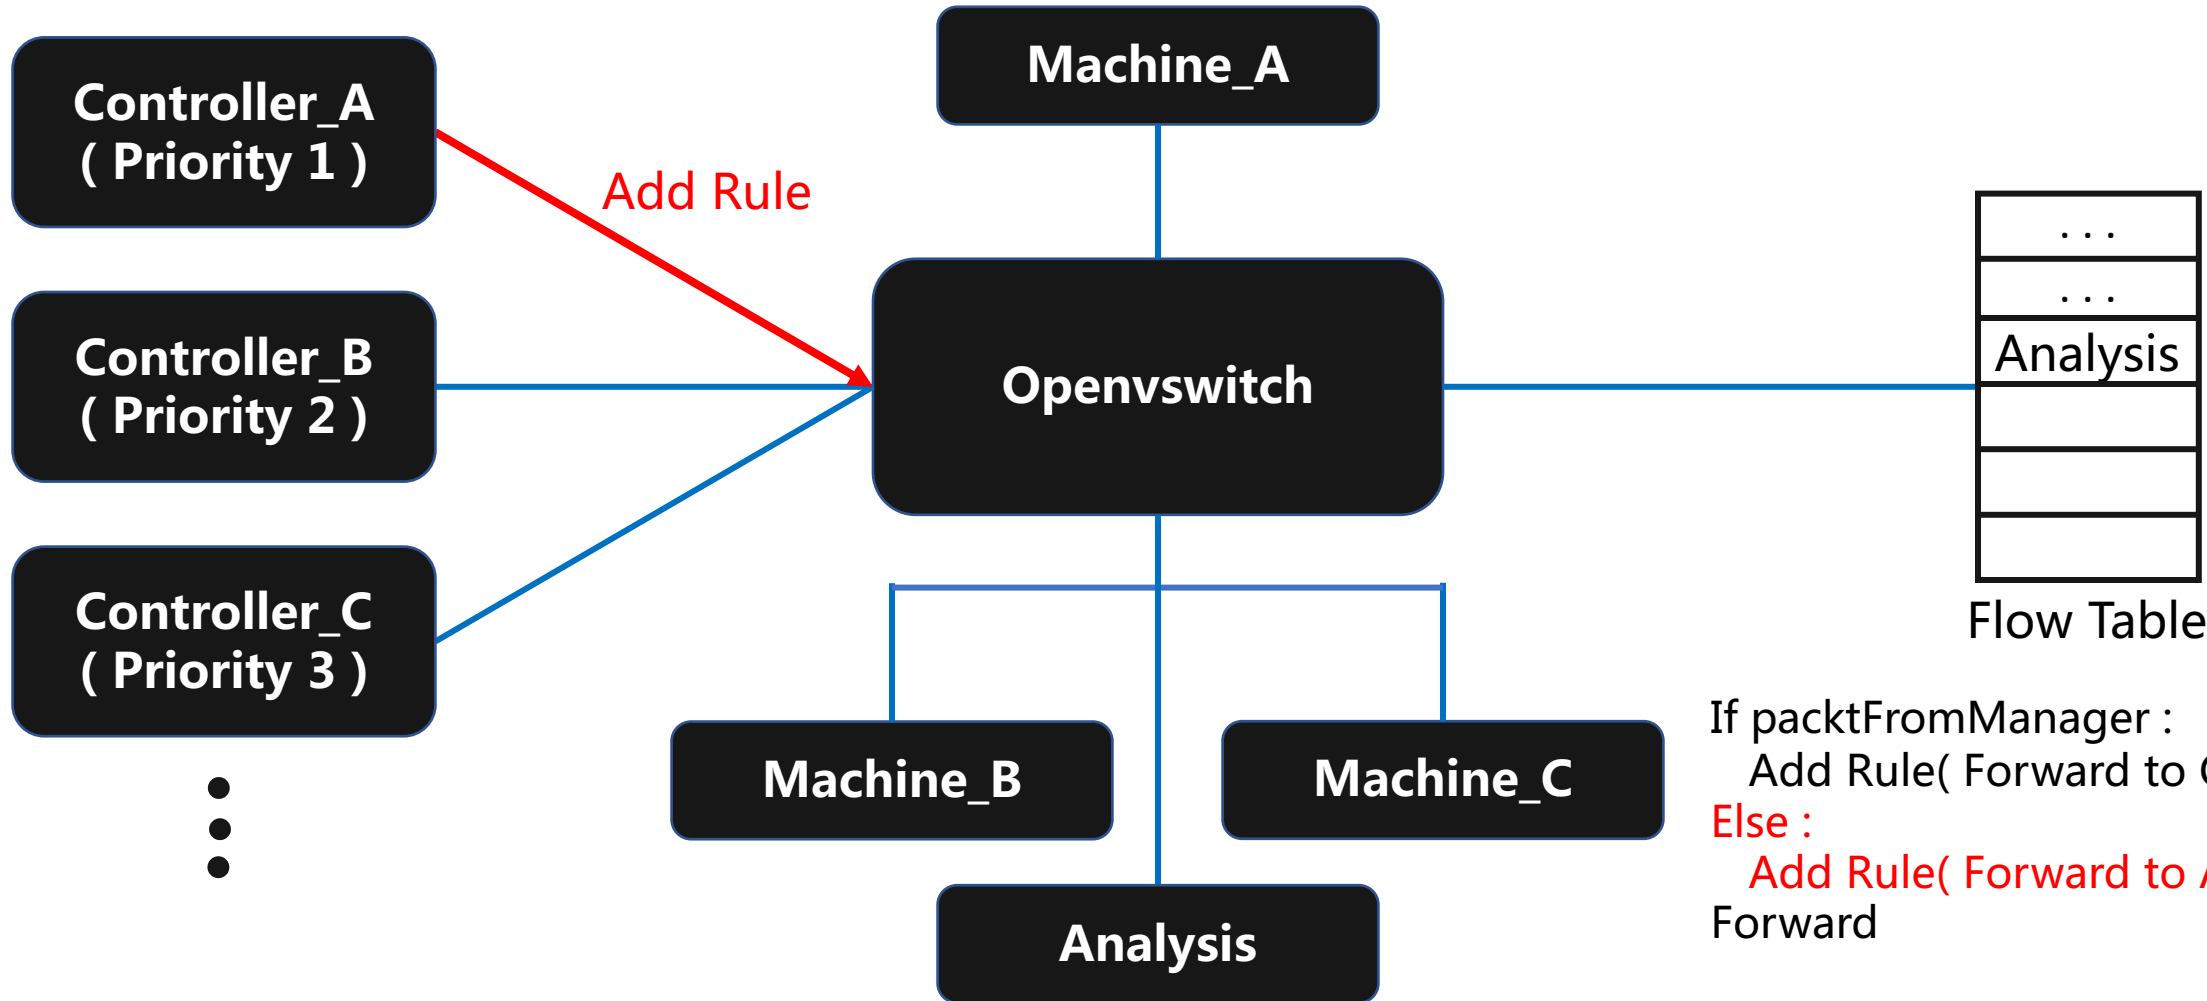 Controller_A
( Priority 1 )
Add Rule
Machine_A
Controller_B
( Priority 2 )
Openvswitch
. . .
. . .
Analysis
Flow Table
Controller_C
( Priority 3 )
Machine_B
Machine_C
Analysis
If packtFromManager :
Add Rule( Forward to
Else :
Add Rule( Forward to
Forward